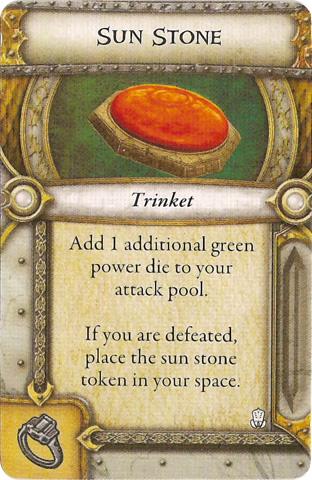 Sun Stone
Trinket
Add 1 additional green
power die to your
attack pool.
If you are defeated,
place the sun stone
token in your space.